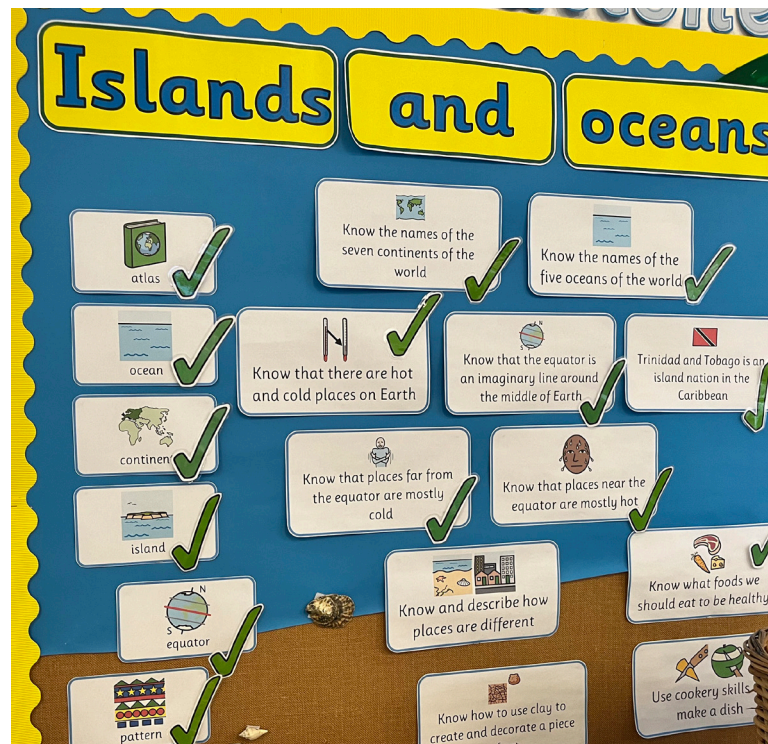 Islands and oceans
atlas
ocean
continen
island
equator
pattern
Know the names of the
seven continents of the
world
Know the names of the
five oceans of the world
Know that there are hot
and cold places on Earth
N
S
Know that the equator is
an imaginary line around
the middle of Earth
Trinidad and Tobago is an
island nation in the
Caribbean
Know that places far from
the equator are mostly
cold
Know that places near the
equator are mostly hot
N
S
Know and describe how
places are different
Know what foods we
should eat to be healthy
Know how to use clay to
create and decorate a piece
Use cookery skills
make a dish